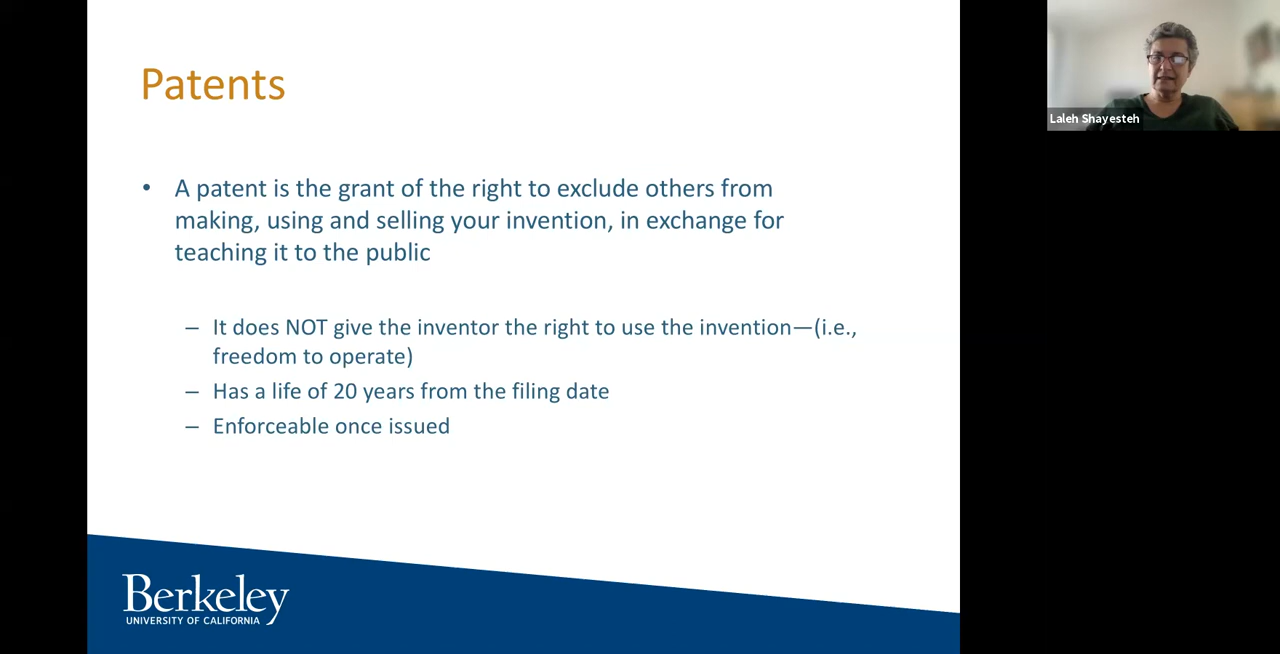 Patents
• A patent is the grant of the right to exclude others from
making, using and selling your invention, in exchange for
teaching it to the public
– It does NOT give the inventor the right to use the invention—(i.e.,
freedom to operate)
– Has a life of 20 years from the filing date
– Enforceable once issued
Berkeley
UNIVERSITY OF CALIFORNIA
Laleh Shayesteh